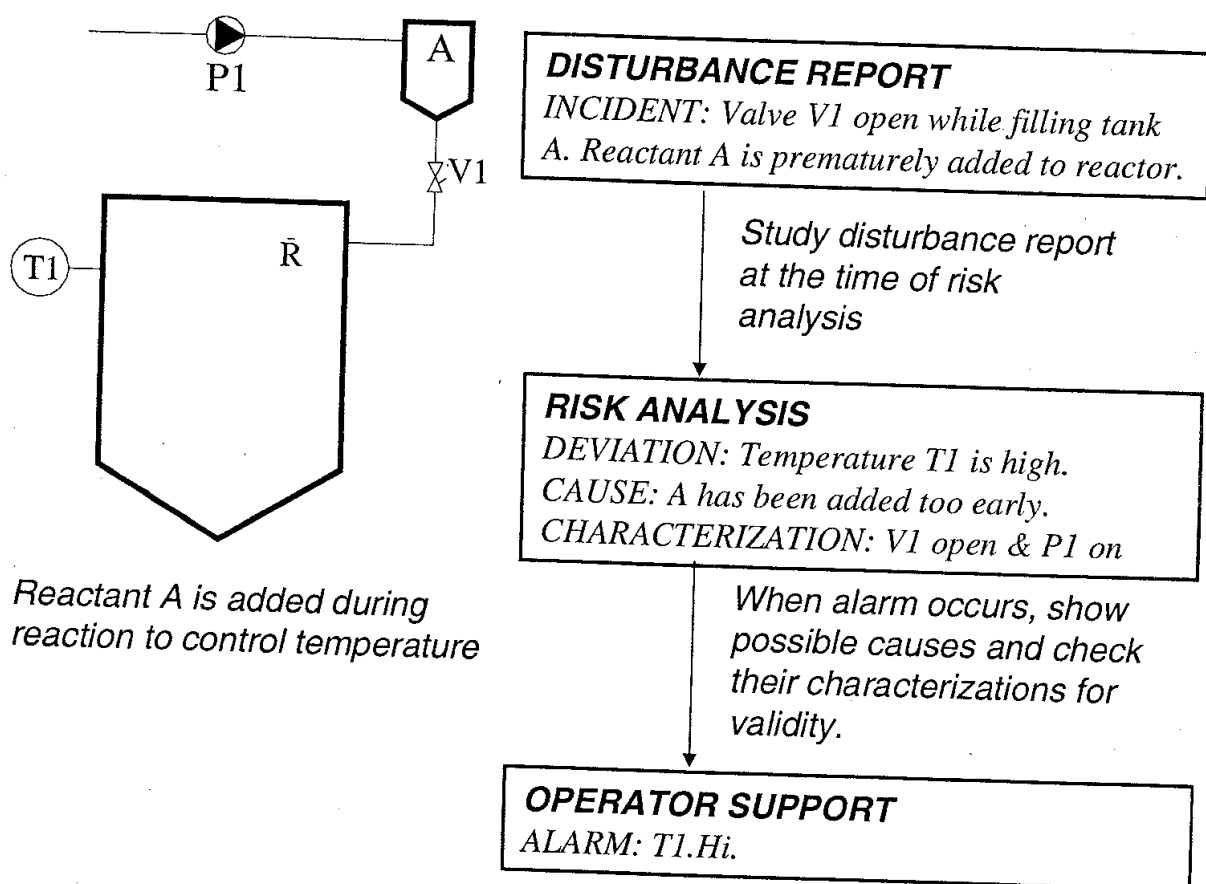 A
P1
V1
R
T1
Reactant A is added during
reaction to control temperature
DISTURBANCE REPORT
INCIDENT: Valve V1 open while filling tank
A. Reactant A is prematurely added to reactor.
Study disturbance report
at the time of risk
analysis
RISK ANALYSIS
DEVIATION: Temperature T1 is high.
CAUSE: A has been added too early.
CHARACTERIZATION: V1 open & P1 on
When alarm occurs, show
possible causes and check
their characterizations for
validity.
OPERATOR SUPPORT
ALARM: T1.Hi.